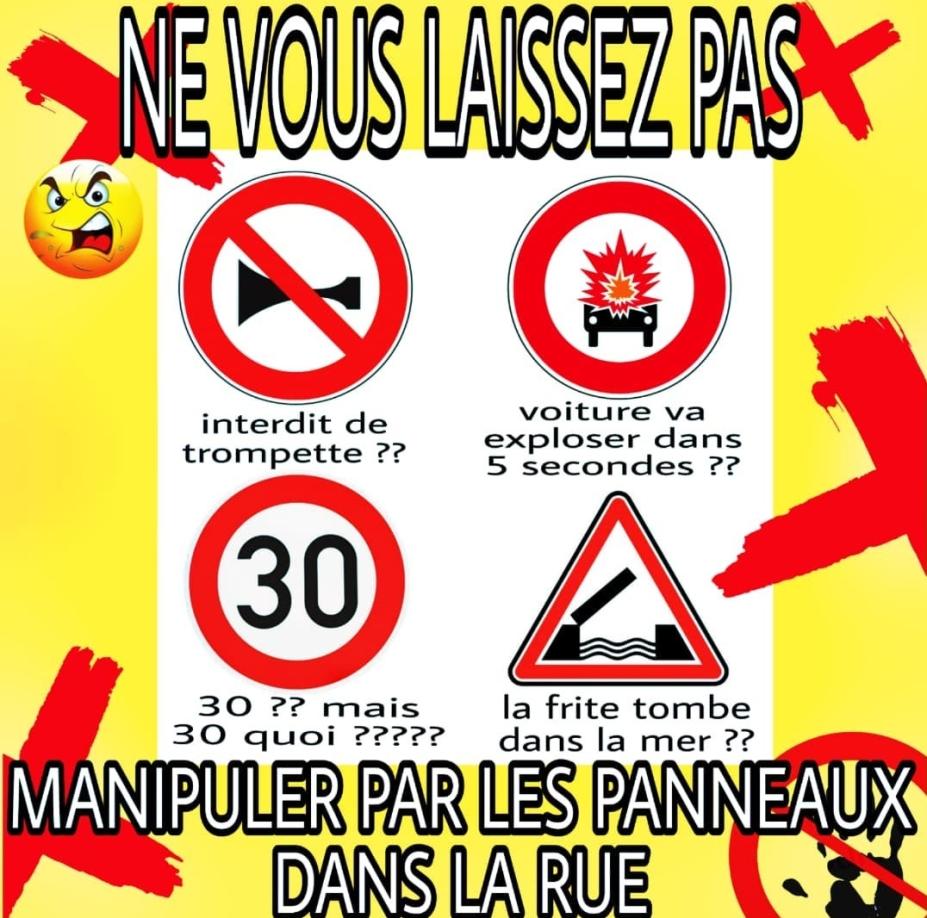 NE VOUS LAISSEZ PAS
interdit de
trompette ??
voiture va
exploser dans
5 secondes ??
30
30 ?? mais
30 quoi ?????
la frite tombe
dans la mer ??
MANIPULER PAR LES PANNEAUX
DANS LA RUE